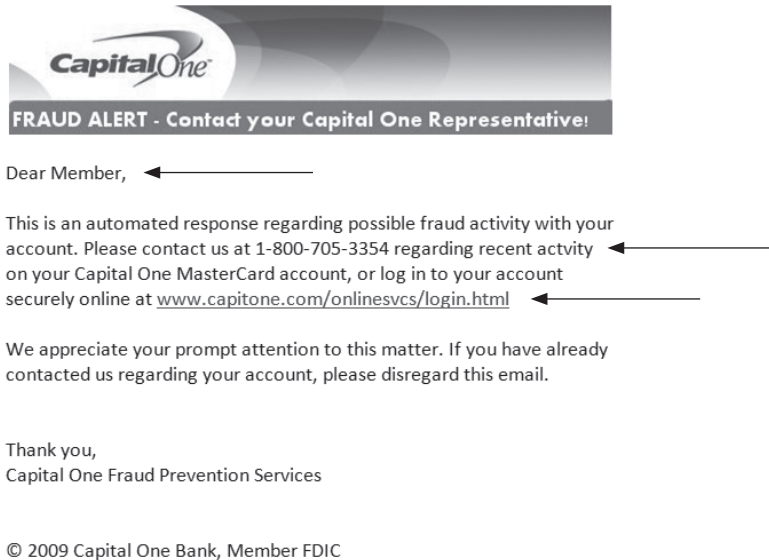 CapitalOne
FRAUD ALERT - Contact your Capital One Representative!
Dear Member,
This is an automated response regarding possible fraud activity with your
account. Please contact us at 1-800-705-3354 regarding recent actvity
on your Capital One MasterCard account, or log in to your account
securely online at www.capitone.com/onlinesvcs/login.html
We appreciate your prompt attention to this matter. If you have already
contacted us regarding your account, please disregard this email.
Thank you,
Capital One Fraud Prevention Services
© 2009 Capital One Bank, Member FDIC